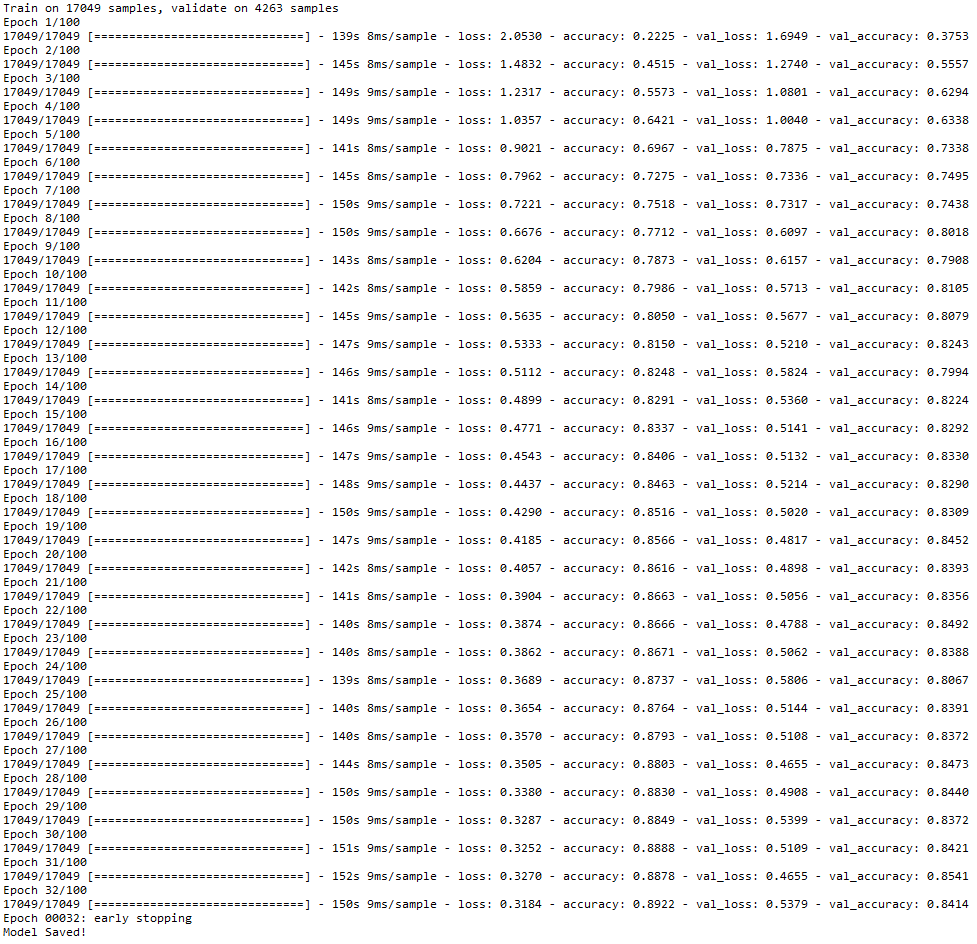 Train on 17049 samples, validate on 4263 samples
Epoch 1/100
17049/17049 [==============================] - 139s 8ms/sample - loss: 2.0530 - accuracy: 0.2225 - val_loss: 1.6949 - val_accuracy: 0.3753
Epoch 2/100
17049/17049 [==============================] - 145s 8ms/sample - loss: 1.4832 - accuracy: 0.4515 - val_loss: 1.2740 - val_accuracy: 0.5557
Epoch 3/100
17049/17049 [==============================] - 149s 9ms/sample - loss: 1.2317 - accuracy: 0.5573 - val_loss: 1.0801 - val_accuracy: 0.6294
Epoch 4/100
17049/17049 [==============================] - 149s 9ms/sample - loss: 1.0357 - accuracy: 0.6421 - val_loss: 1.0040 - val_accuracy: 0.6338
Epoch 5/100
17049/17049 [==============================] - 141s 8ms/sample - loss: 0.9021 - accuracy: 0.6967 - val_loss: 0.7875 - val_accuracy: 0.7338
Epoch 6/100
17049/17049 [==============================] - 145s 8ms/sample - loss: 0.7962 - accuracy: 0.7275 - val_loss: 0.7336 - val_accuracy: 0.7495
Epoch 7/100
17049/17049 [==============================] - 150s 9ms/sample - loss: 0.7221 - accuracy: 0.7518 - val_loss: 0.7317 - val_accuracy: 0.7438
Epoch 8/100
17049/17049 [==============================] - 150s 9ms/sample - loss: 0.6676 - accuracy: 0.7712 - val_loss: 0.6097 - val_accuracy: 0.8018
Epoch 9/100
17049/17049 [==============================] - 143s 8ms/sample - loss: 0.6204 - accuracy: 0.7873 - val_loss: 0.6157 - val_accuracy: 0.7908
Epoch 10/100
17049/17049 [==============================] - 142s 8ms/sample - loss: 0.5859 - accuracy: 0.7986 - val_loss: 0.5713 - val_accuracy: 0.8105
Epoch 11/100
17049/17049 [==============================] - 145s 8ms/sample - loss: 0.5635 - accuracy: 0.8050 - val_loss: 0.5677 - val_accuracy: 0.8079
Epoch 12/100
17049/17049 [==============================] - 147s 9ms/sample - loss: 0.5333 - accuracy: 0.8150 - val_loss: 0.5210 - val_accuracy: 0.8243
Epoch 13/100
17049/17049 [==============================] - 146s 9ms/sample - loss: 0.5112 - accuracy: 0.8248 - val_loss: 0.5824 - val_accuracy: 0.7994
Epoch 14/100
17049/17049 [==============================] - 141s 8ms/sample - loss: 0.4899 - accuracy: 0.8291 - val_loss: 0.5360 - val_accuracy: 0.8224
Epoch 15/100
17049/17049 [==============================] - 146s 9ms/sample - loss: 0.4771 - accuracy: 0.8337 - val_loss: 0.5141 - val_accuracy: 0.8292
Epoch 16/100
17049/17049 [==============================] - 147s 9ms/sample - loss: 0.4543 - accuracy: 0.8406 - val_loss: 0.5132 - val_accuracy: 0.8330
Epoch 17/100
17049/17049 [==============================] - 148s 9ms/sample - loss: 0.4437 - accuracy: 0.8463 - val_loss: 0.5214 - val_accuracy: 0.8290
Epoch 18/100
17049/17049 [==============================] - 150s 9ms/sample - loss: 0.4290 - accuracy: 0.8516 - val_loss: 0.5020 - val_accuracy: 0.8309
Epoch 19/100
17049/17049 [==============================] - 147s 9ms/sample - loss: 0.4185 - accuracy: 0.8566 - val_loss: 0.4817 - val_accuracy: 0.8452
Epoch 20/100
17049/17049 [==============================] - 142s 8ms/sample - loss: 0.4057 - accuracy: 0.8616 - val_loss: 0.4898 - val_accuracy: 0.8393
Epoch 21/100
17049/17049 [==============================] - 141s 8ms/sample - loss: 0.3904 - accuracy: 0.8663 - val_loss: 0.5056 - val_accuracy: 0.8356
Epoch 22/100
17049/17049 [==============================] - 140s 8ms/sample - loss: 0.3874 - accuracy: 0.8666 - val_loss: 0.4788 - val_accuracy: 0.8492
Epoch 23/100
17049/17049 [==============================] - 140s 8ms/sample - loss: 0.3862 - accuracy: 0.8671 - val_loss: 0.5062 - val_accuracy: 0.8388
Epoch 24/100
17049/17049 [==============================] - 139s 8ms/sample - loss: 0.3689 - accuracy: 0.8737 - val_loss: 0.5806 - val_accuracy: 0.8067
Epoch 25/100
17049/17049 [==============================] - 140s 8ms/sample - loss: 0.3654 - accuracy: 0.8764 - val_loss: 0.5144 - val_accuracy: 0.8391
Epoch 26/100
17049/17049 [==============================] - 140s 8ms/sample - loss: 0.3570 - accuracy: 0.8793 - val_loss: 0.5108 - val_accuracy: 0.8372
Epoch 27/100
17049/17049 [==============================] - 144s 8ms/sample - loss: 0.3505 - accuracy: 0.8803 - val_loss: 0.4655 - val_accuracy: 0.8473
Epoch 28/100
17049/17049 [==============================] - 150s 9ms/sample - loss: 0.3380 - accuracy: 0.8830 - val_loss: 0.4908 - val_accuracy: 0.8440
Epoch 29/100
17049/17049 [==============================] - 150s 9ms/sample - loss: 0.3287 - accuracy: 0.8849 - val_loss: 0.5399 - val_accuracy: 0.8372
Epoch 30/100
17049/17049 [==============================] - 151s 9ms/sample - loss: 0.3252 - accuracy: 0.8888 - val_loss: 0.5109 - val_accuracy: 0.8421
Epoch 31/100
17049/17049 [==============================] - 152s 9ms/sample - loss: 0.3270 - accuracy: 0.8878 - val_loss: 0.4655 - val_accuracy: 0.8541
Epoch 32/100
17049/17049 [==============================] - 150s 9ms/sample - loss: 0.3184 - accuracy: 0.8922 - val_loss: 0.5379 - val_accuracy: 0.8414
Epoch 00032: early stopping
Model Saved!